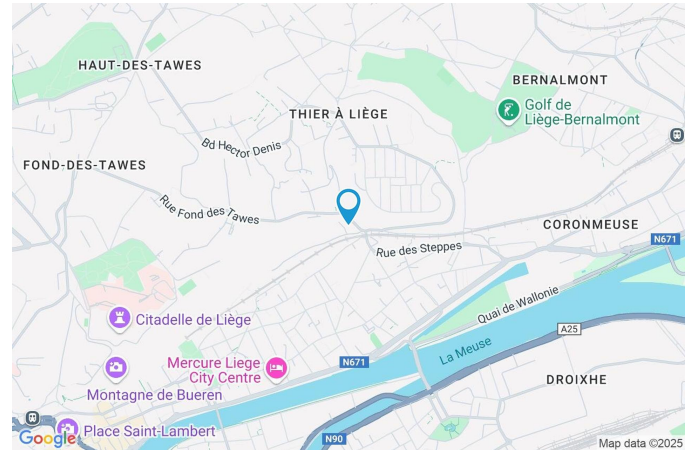 HAUT-DES-TAWES
BERNALMONT
Golf de
Liège-Bernalmont
THIER À LIÈGE
Bd Hector Denis
FOND-DES-TAWES
Rue Fond des Tawes
CORONMEUSE
N671
Rue des Steppes
Quai de Wallonie
Citadelle de Liège
A25
La Meuse
Mercure Liege
City Centre
N671
Montagne de Bueren
DROIXHE
Place Saint-Lambert
N90
Google
Map data ©2025